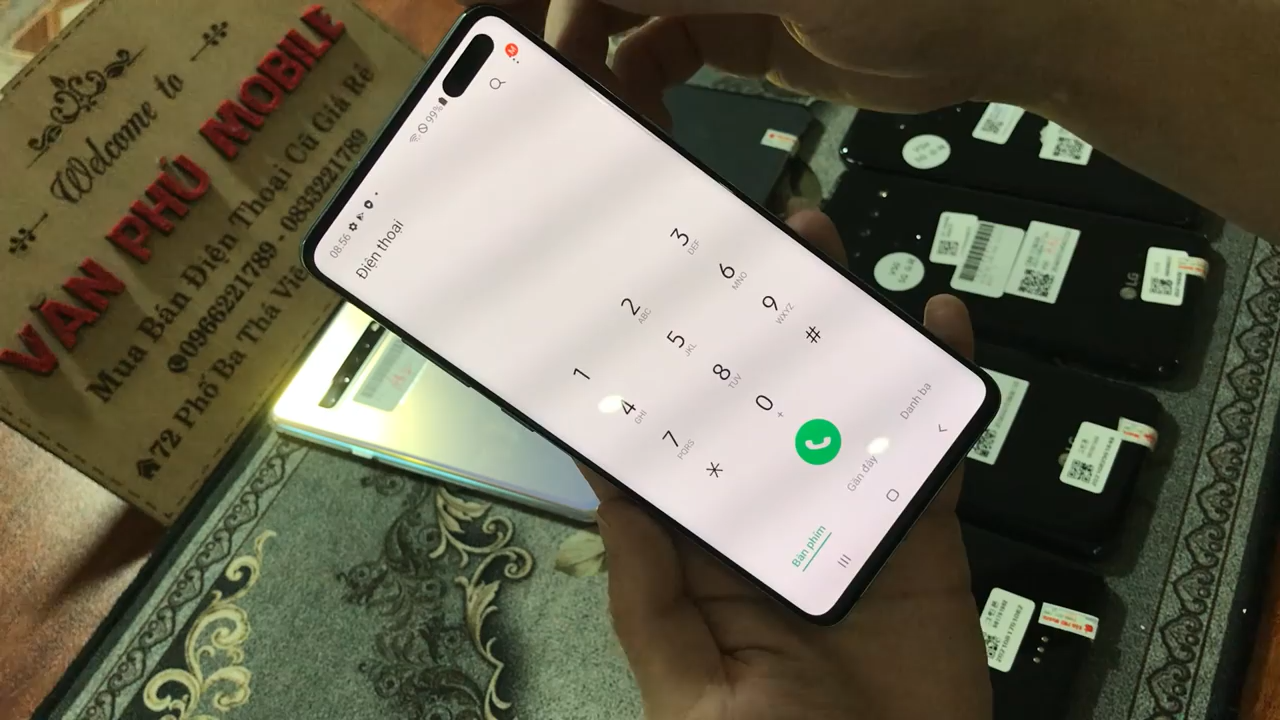 Welcome to
VĂN PHÚ MOBILE
Mua Bán Điện Thoại Cũ Giá Rẻ
0966221789 - 0833221789
72 Phố Ba Thá Viê
08:56
99%
Điện thoại
1
2 ABC
3 DEF
4 GHI
5 JKL
6 MNO
7 PQRS
8 TUV
9 WXYZ
*
0 +
#
Bàn phím
Gần đây
Danh bạ
LG